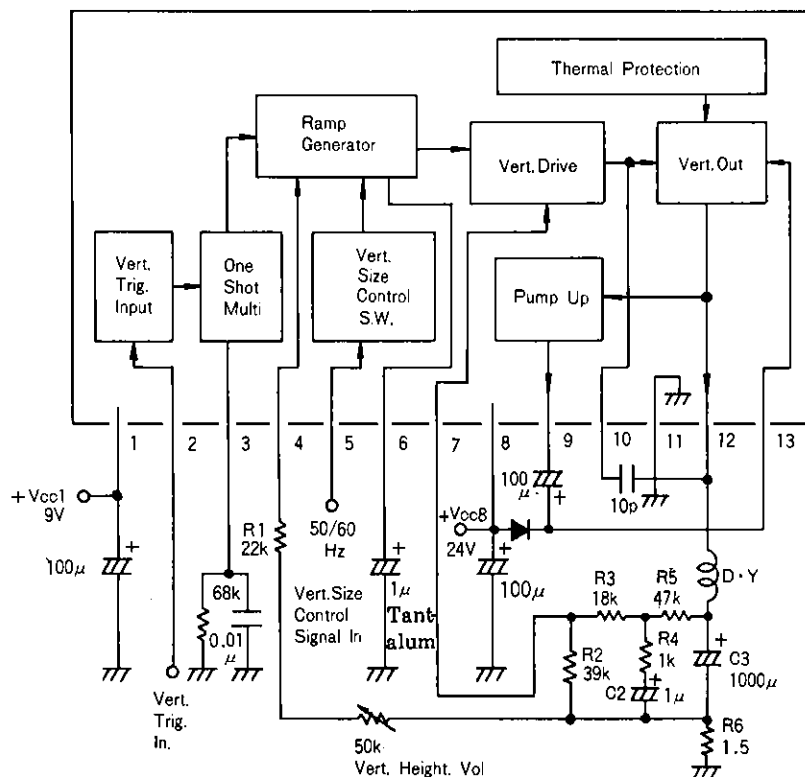 Thermal Protection
Ramp
Generator
Vert. Drive
Vert. Out
Vert.
Trig.
Input
One
Shot
Multi
Vert.
Size
Control
S.W.
Pump Up
1
2
3
4
5
6
7
8
9
10
11
12
13
+Vcc1
9V
100μ
68k
0.01
μ
Vert.
Trig.
In.
R1
22k
50/60
Hz
Vert.Size
Control
Signal In
+
1μ
Tant-
alum
+Vcc8
24V
+
100μ
100
μ
+
10p
D·Y
R3
18k
R5
47k
R2
39k
R4
1k
+
C2
1μ
+
C3
1000μ
R6
1.5
50k
Vert. Height. Vol
+